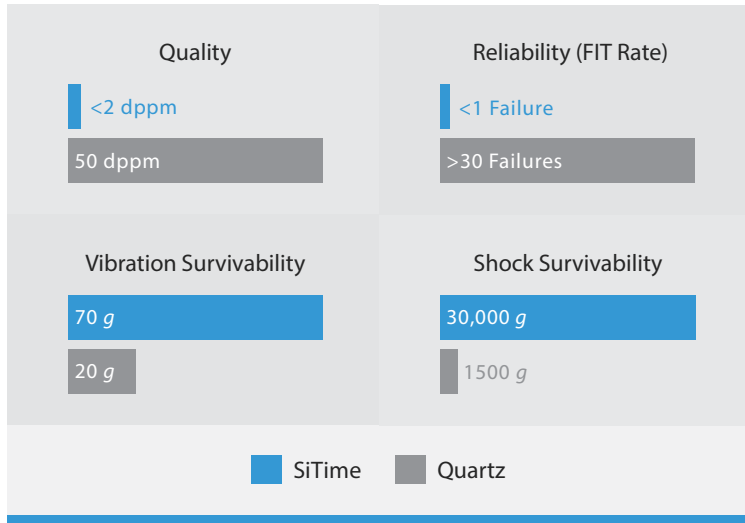 Quality
<2 dppm
50 dppm
Reliability (FIT Rate)
<1 Failure
>30 Failures
Vibration Survivability
70 g
20 g
Shock Survivability
30,000 g
1500 g
SiTime
Quartz